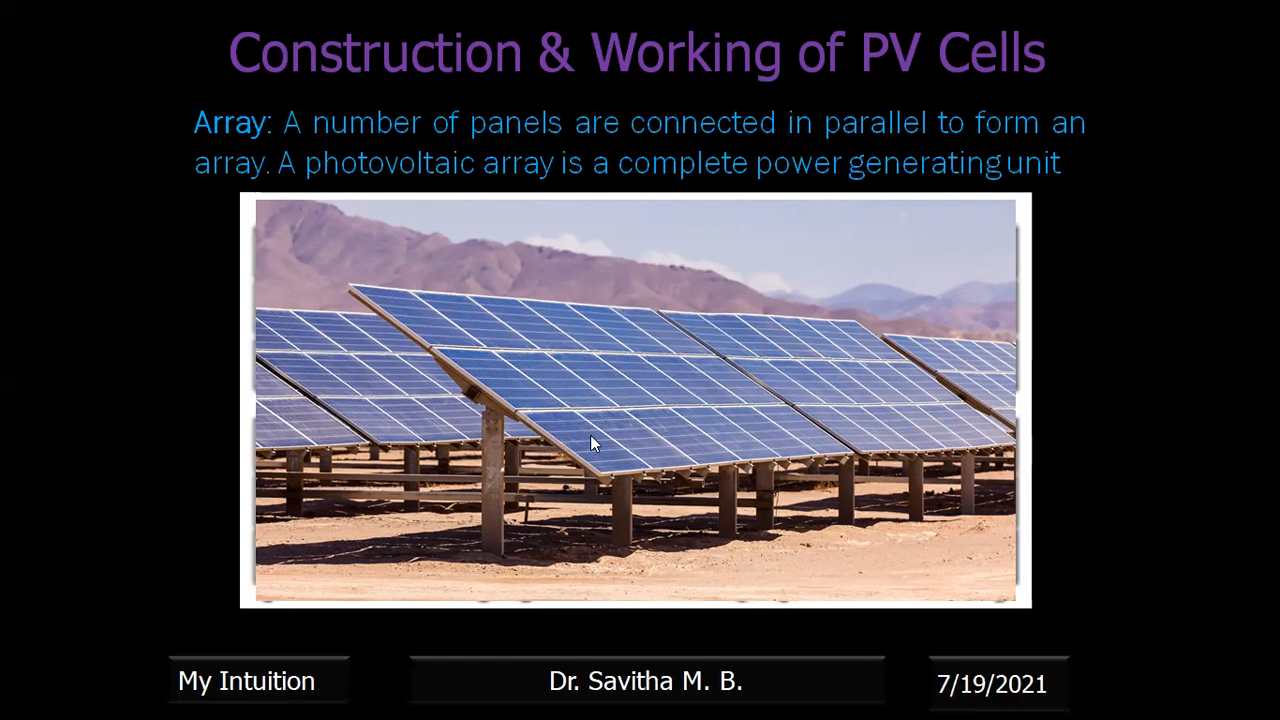 Construction & Working of PV Cells
Array: A number of panels are connected in parallel to form an
array. A photovoltaic array is a complete power generating unit
My Intuition
Dr. Savitha M. B.
7/19/2021